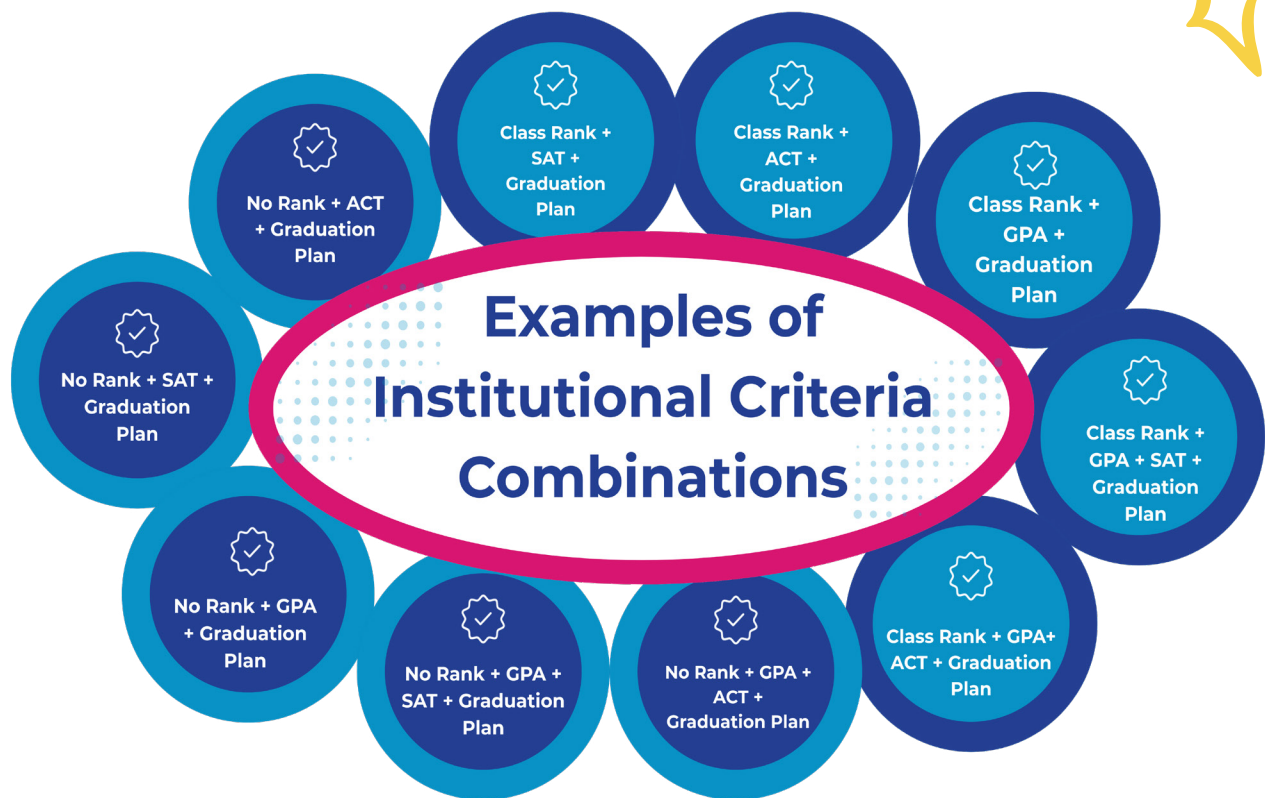 Examples of
Institutional Criteria
Combinations
Class Rank +
SAT +
Graduation
Plan
Class Rank +
ACT +
Graduation
Plan
Class Rank +
GPA +
Graduation
Plan
Class Rank +
GPA + SAT +
Graduation
Plan
Class Rank + GPA+
ACT + Graduation
Plan
No Rank + GPA +
ACT +
Graduation Plan
No Rank + GPA +
SAT + Graduation
Plan
No Rank + GPA
+ Graduation
Plan
No Rank + SAT +
Graduation
Plan
No Rank + ACT
+ Graduation
Plan